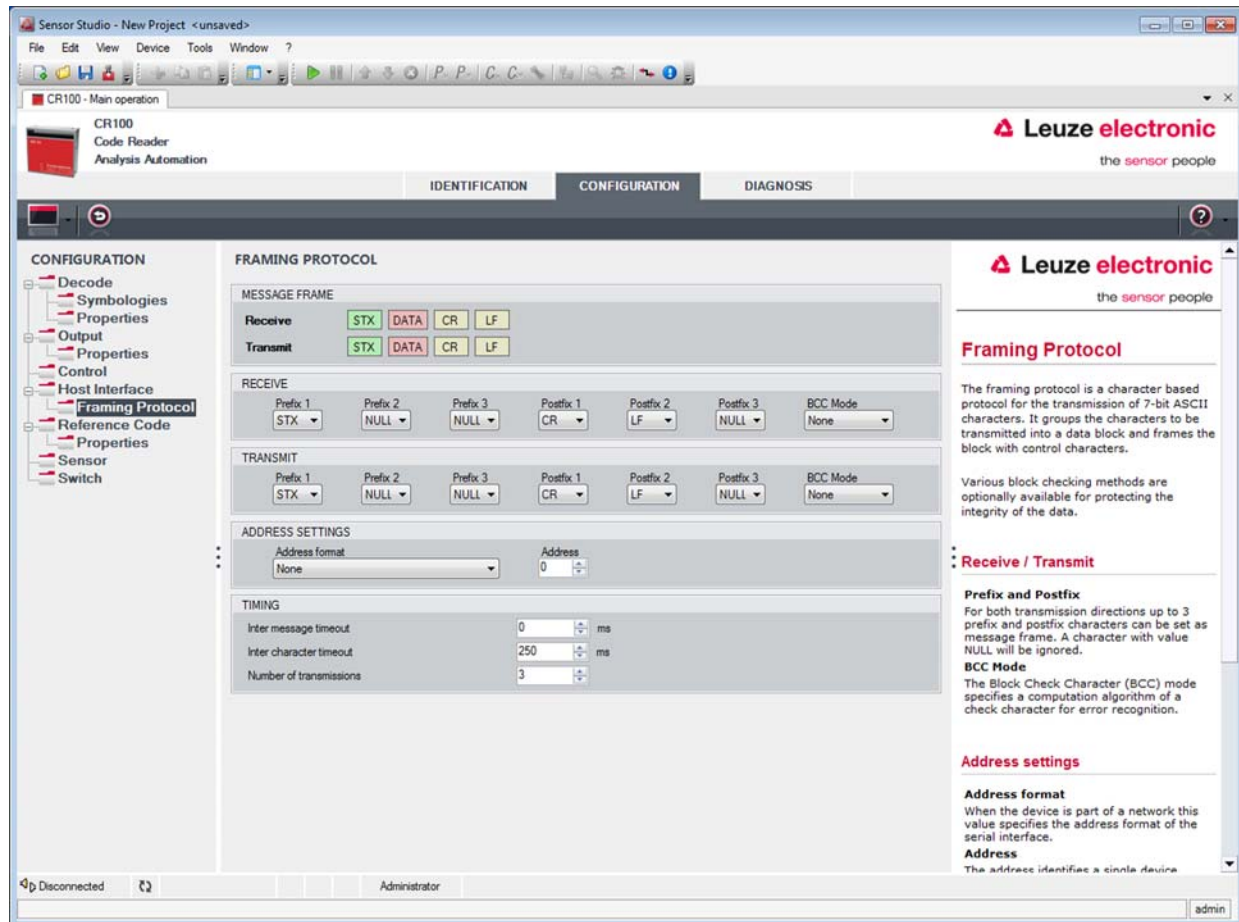 Sensor Studio - New Project <unsaved>
File Edit View Device Tools Window ?
CR100 - Main operation
CR100
Code Reader
Analysis Automation
Leuze electronic
the sensor people
IDENTIFICATION CONFIGURATION DIAGNOSIS
CONFIGURATION
Decode
Symbologies
Properties
Output
Properties
Control
Host Interface
Framing Protocol
Reference Code
Properties
Sensor
Switch
FRAMING PROTOCOL
MESSAGE FRAME
Receive STX DATA CR LF
Transmit STX DATA CR LF
RECEIVE
Prefix 1 Prefix 2 Prefix 3 Postfix 1 Postfix 2 Postfix 3 BCC Mode
STX NULL NULL CR LF NULL None
TRANSMIT
Prefix 1 Prefix 2 Prefix 3 Postfix 1 Postfix 2 Postfix 3 BCC Mode
STX NULL NULL CR LF NULL None
ADDRESS SETTINGS
Address format Address
None 0
TIMING
Inter message timeout 0 ms
Inter character timeout 250 ms
Number of transmissions 3
Leuze electronic
the sensor people
Framing Protocol
The framing protocol is a character based
protocol for the transmission of 7-bit ASCII
characters. It groups the characters to be
transmitted into a data block and frames the
block with control characters.
Various block checking methods are
optionally available for protecting the
integrity of the data.
Receive / Transmit
Prefix and Postfix
For both transmission directions up to 3
prefix and postfix characters can be set as
message frame. A character with value
NULL will be ignored.
BCC Mode
The Block Check Character (BCC) mode
specifies a computation algorithm of a
check character for error recognition.
Address settings
Address format
When the device is part of a network this
value specifies the address format of the
serial interface.
Address
The address identifies a single device
Disconnected Administrator
admin